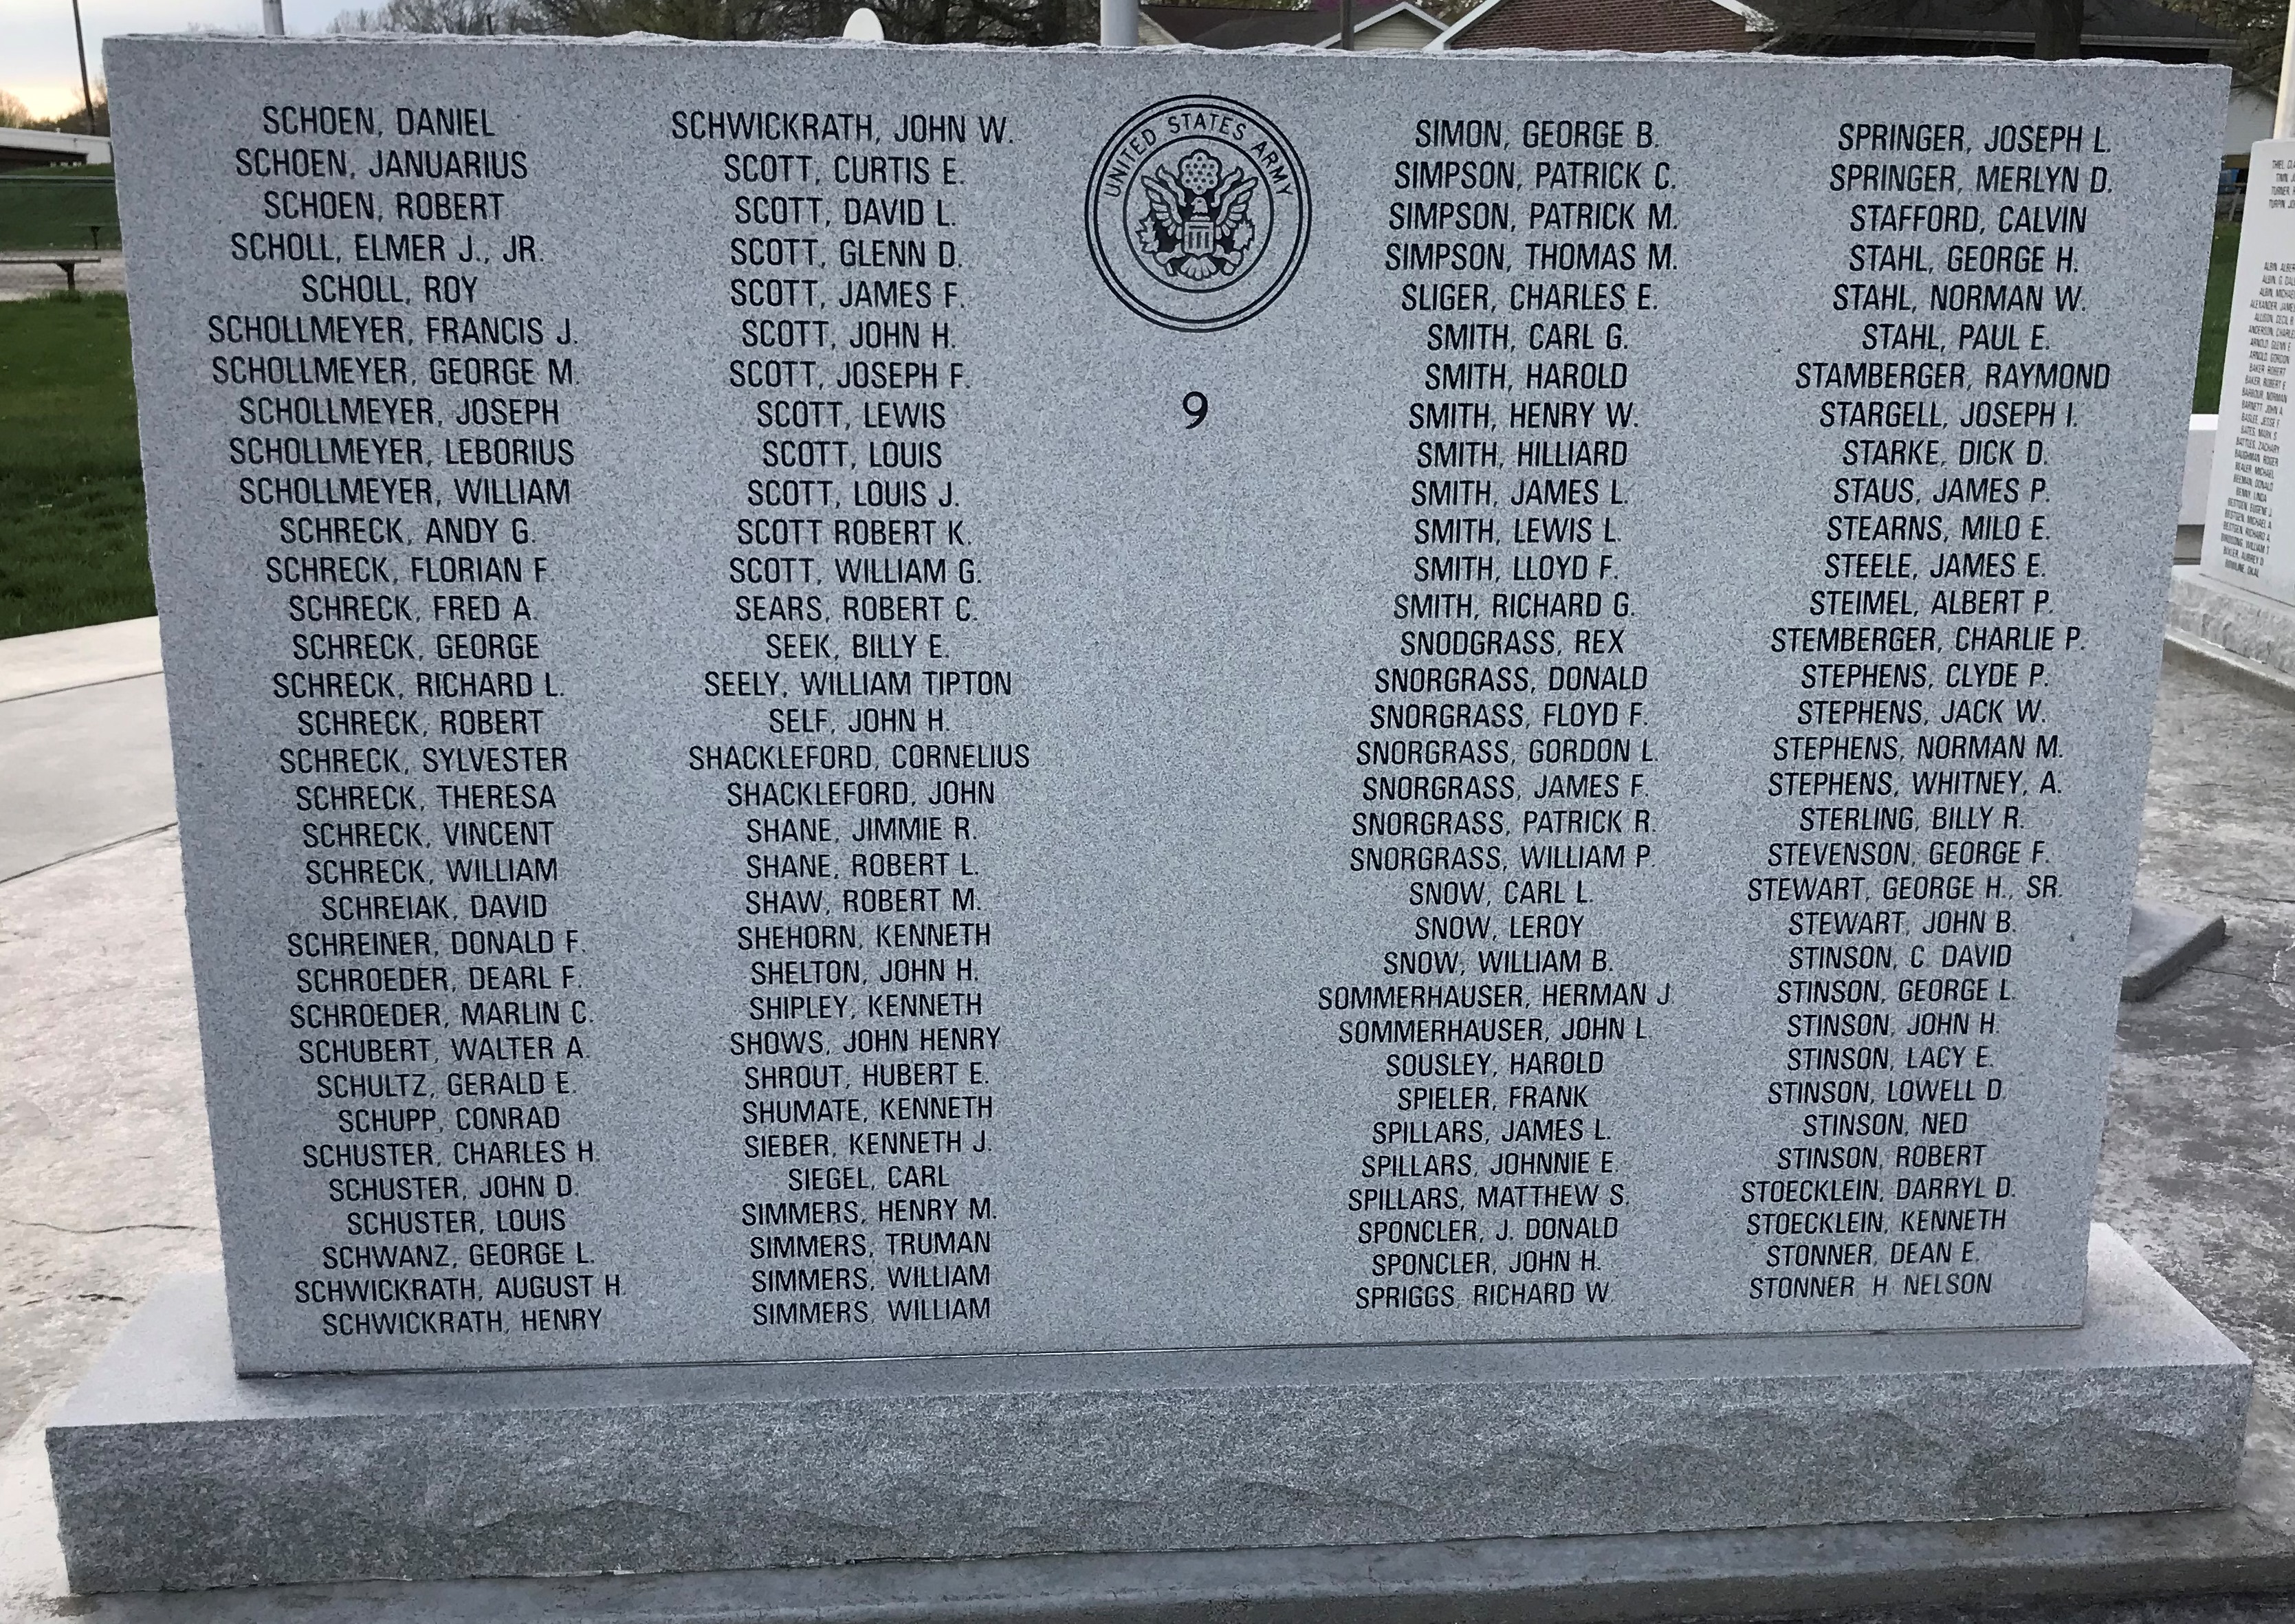 SCHOEN, DANIEL
SCHOEN, JANUARIUS
SCHOEN, ROBERT
SCHOLL, ELMER J., JR.
SCHOLL, ROY
SCHOLLMEYER, FRANCIS J.
SCHOLLMEYER, GEORGE M.
SCHOLLMEYER, JOSEPH
SCHOLLMEYER, LEBORIUS
SCHOLLMEYER, WILLIAM
SCHRECK, ANDY G.
SCHRECK, FLORIAN F.
SCHRECK, FRED A.
SCHRECK, GEORGE
SCHRECK, RICHARD L.
SCHRECK, ROBERT
SCHRECK, SYLVESTER
SCHRECK, THERESA
SCHRECK, VINCENT
SCHRECK, WILLIAM
SCHREIAK, DAVID
SCHREINER, DONALD F.
SCHROEDER, DEARL F.
SCHROEDER, MARLIN C.
SCHUBERT, WALTER A.
SCHULTZ, GERALD E.
SCHUPP, CONRAD
SCHUSTER, CHARLES H.
SCHUSTER, JOHN D.
SCHUSTER, LOUIS
SCHWANZ, GEORGE L.
SCHWICKRATH, AUGUST H.
SCHWICKRATH, HENRY
SCHWICKRATH, JOHN W.
SCOTT, CURTIS E.
SCOTT, DAVID L.
SCOTT, GLENN D.
SCOTT, JAMES F.
SCOTT, JOHN H.
SCOTT, JOSEPH F.
SCOTT, LEWIS
SCOTT, LOUIS
SCOTT, LOUIS J.
SCOTT ROBERT K.
SCOTT, WILLIAM G.
SEARS, ROBERT C.
SEEK, BILLY E.
SEELY, WILLIAM TIPTON
SELF, JOHN H.
SHACKLEFORD, CORNELIUS
SHACKLEFORD, JOHN
SHANE, JIMMIE R.
SHANE, ROBERT L.
SHAW, ROBERT M.
SHEHORN, KENNETH
SHELTON, JOHN H.
SHIPLEY, KENNETH
SHOWS, JOHN HENRY
SHROUT, HUBERT E.
SHUMATE, KENNETH
SIEBER, KENNETH J.
SIEGEL, CARL
SIMMERS, HENRY M.
SIMMERS, TRUMAN
SIMMERS, WILLIAM
SIMMERS, WILLIAM
UNITED STATES ARMY
9
SIMON, GEORGE B.
SIMPSON, PATRICK C.
SIMPSON, PATRICK M.
SIMPSON, THOMAS M.
SLIGER, CHARLES E.
SMITH, CARL G.
SMITH, HAROLD
SMITH, HENRY W.
SMITH, HILLIARD
SMITH, JAMES L.
SMITH, LEWIS L.
SMITH, LLOYD F.
SMITH, RICHARD G.
SNODGRASS, REX
SNORGRASS, DONALD
SNORGRASS, FLOYD F.
SNORGRASS, GORDON L.
SNORGRASS, JAMES F.
SNORGRASS, PATRICK R.
SNORGRASS, WILLIAM P.
SNOW, CARL L.
SNOW, LEROY
SNOW, WILLIAM B.
SOMMERHAUSER, HERMAN J.
SOMMERHAUSER, JOHN L.
SOUSLEY, HAROLD
SPIELER, FRANK
SPILLARS, JAMES L.
SPILLARS, JOHNNIE E.
SPILLARS, MATTHEW S.
SPONCLER, J. DONALD
SPONCLER, JOHN H.
SPRIGGS, RICHARD W.
SPRINGER, JOSEPH L.
SPRINGER, MERLYN D.
STAFFORD, CALVIN
STAHL, GEORGE H.
STAHL, NORMAN W.
STAHL, PAUL E.
STAMBERGER, RAYMOND
STARGELL, JOSEPH I.
STARKE, DICK D.
STAUS, JAMES P.
STEARNS, MILO E.
STEELE, JAMES E.
STEIMEL, ALBERT P.
STEMBERGER, CHARLIE P.
STEPHENS, CLYDE P.
STEPHENS, JACK W.
STEPHENS, NORMAN M.
STEPHENS, WHITNEY, A.
STERLING, BILLY R.
STEVENSON, GEORGE F.
STEWART, GEORGE H., SR.
STEWART, JOHN B.
STINSON, C. DAVID
STINSON, GEORGE L.
STINSON, JOHN H.
STINSON, LACY E.
STINSON, LOWELL D.
STINSON, NED
STINSON, ROBERT
STOECKLEIN, DARRYL D.
STOECKLEIN, KENNETH
STONNER, DEAN E.
STONNER H NELSON